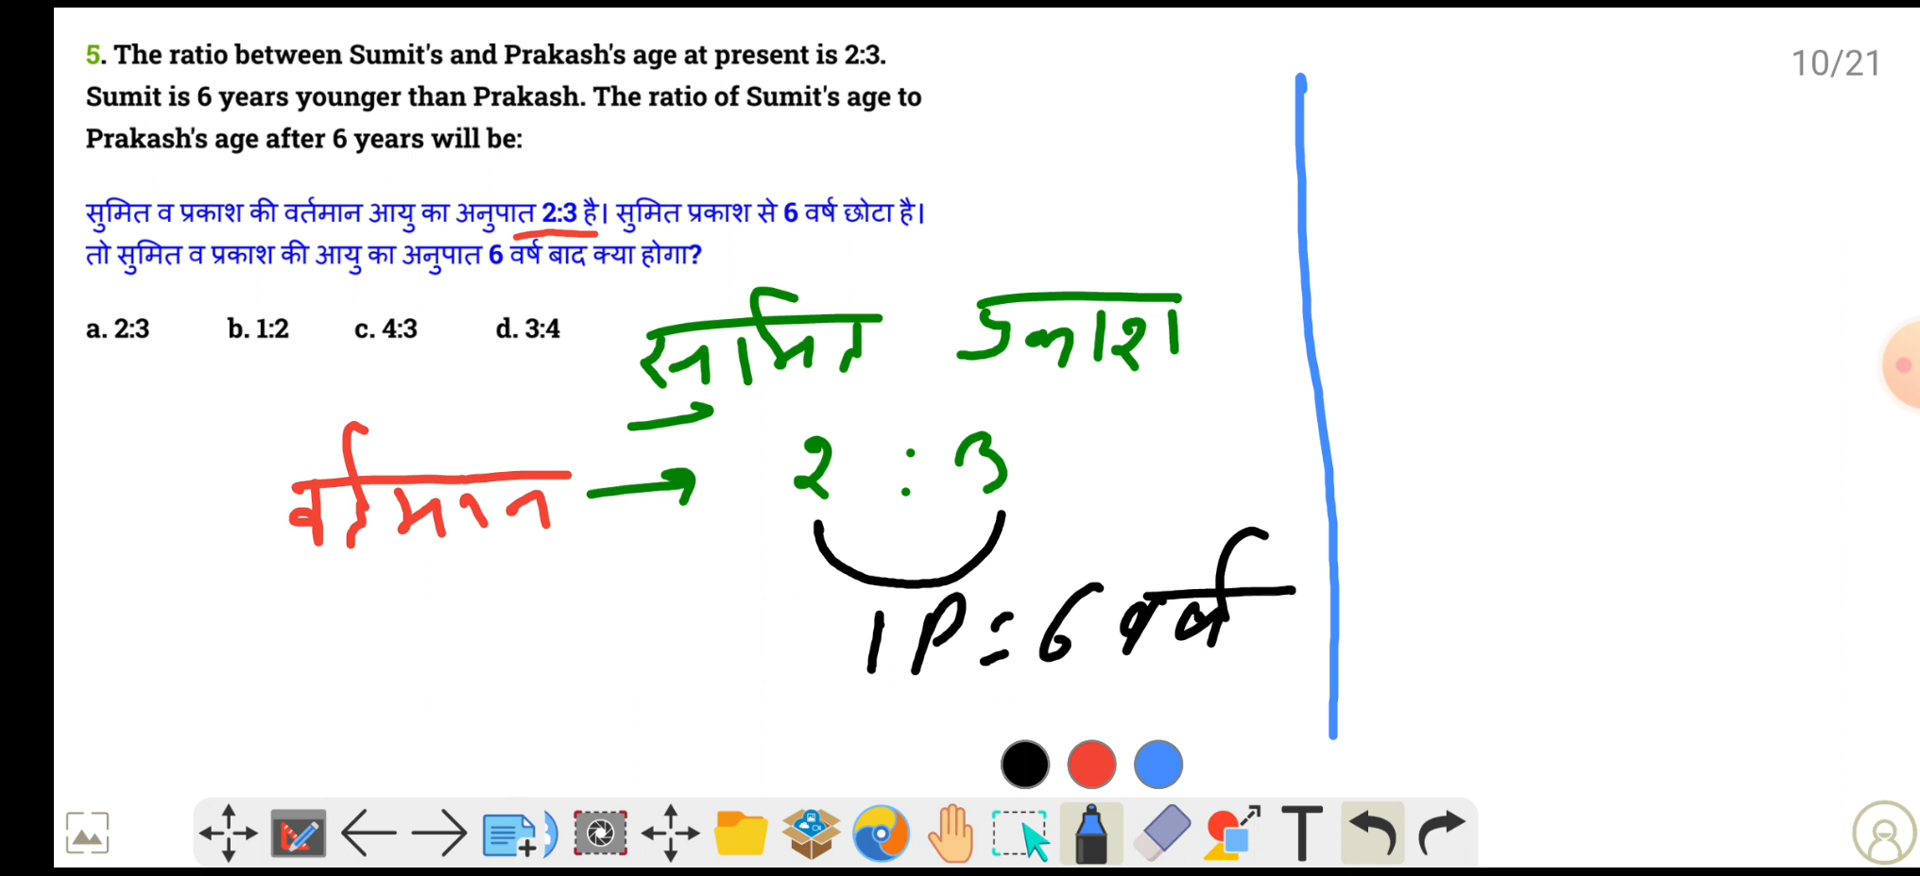 5. The ratio between Sumit's and Prakash's age at present is 2:3.
Sumit is 6 years younger than Prakash. The ratio of Sumit's age to
Prakash's age after 6 years will be:
10/21
सुमित व प्रकाश की वर्तमान आयु का अनुपात 2:3 है। सुमित प्रकाश से 6 वर्ष छोटा है।
तो सुमित व प्रकाश की आयु का अनुपात 6 वर्ष बाद क्या होगा?
a. 2:3 b. 1:2 c. 4:3 d. 3:4
सुमित प्रकाश
वर्तमान → 2 : 3
1P = 6 वर्ष